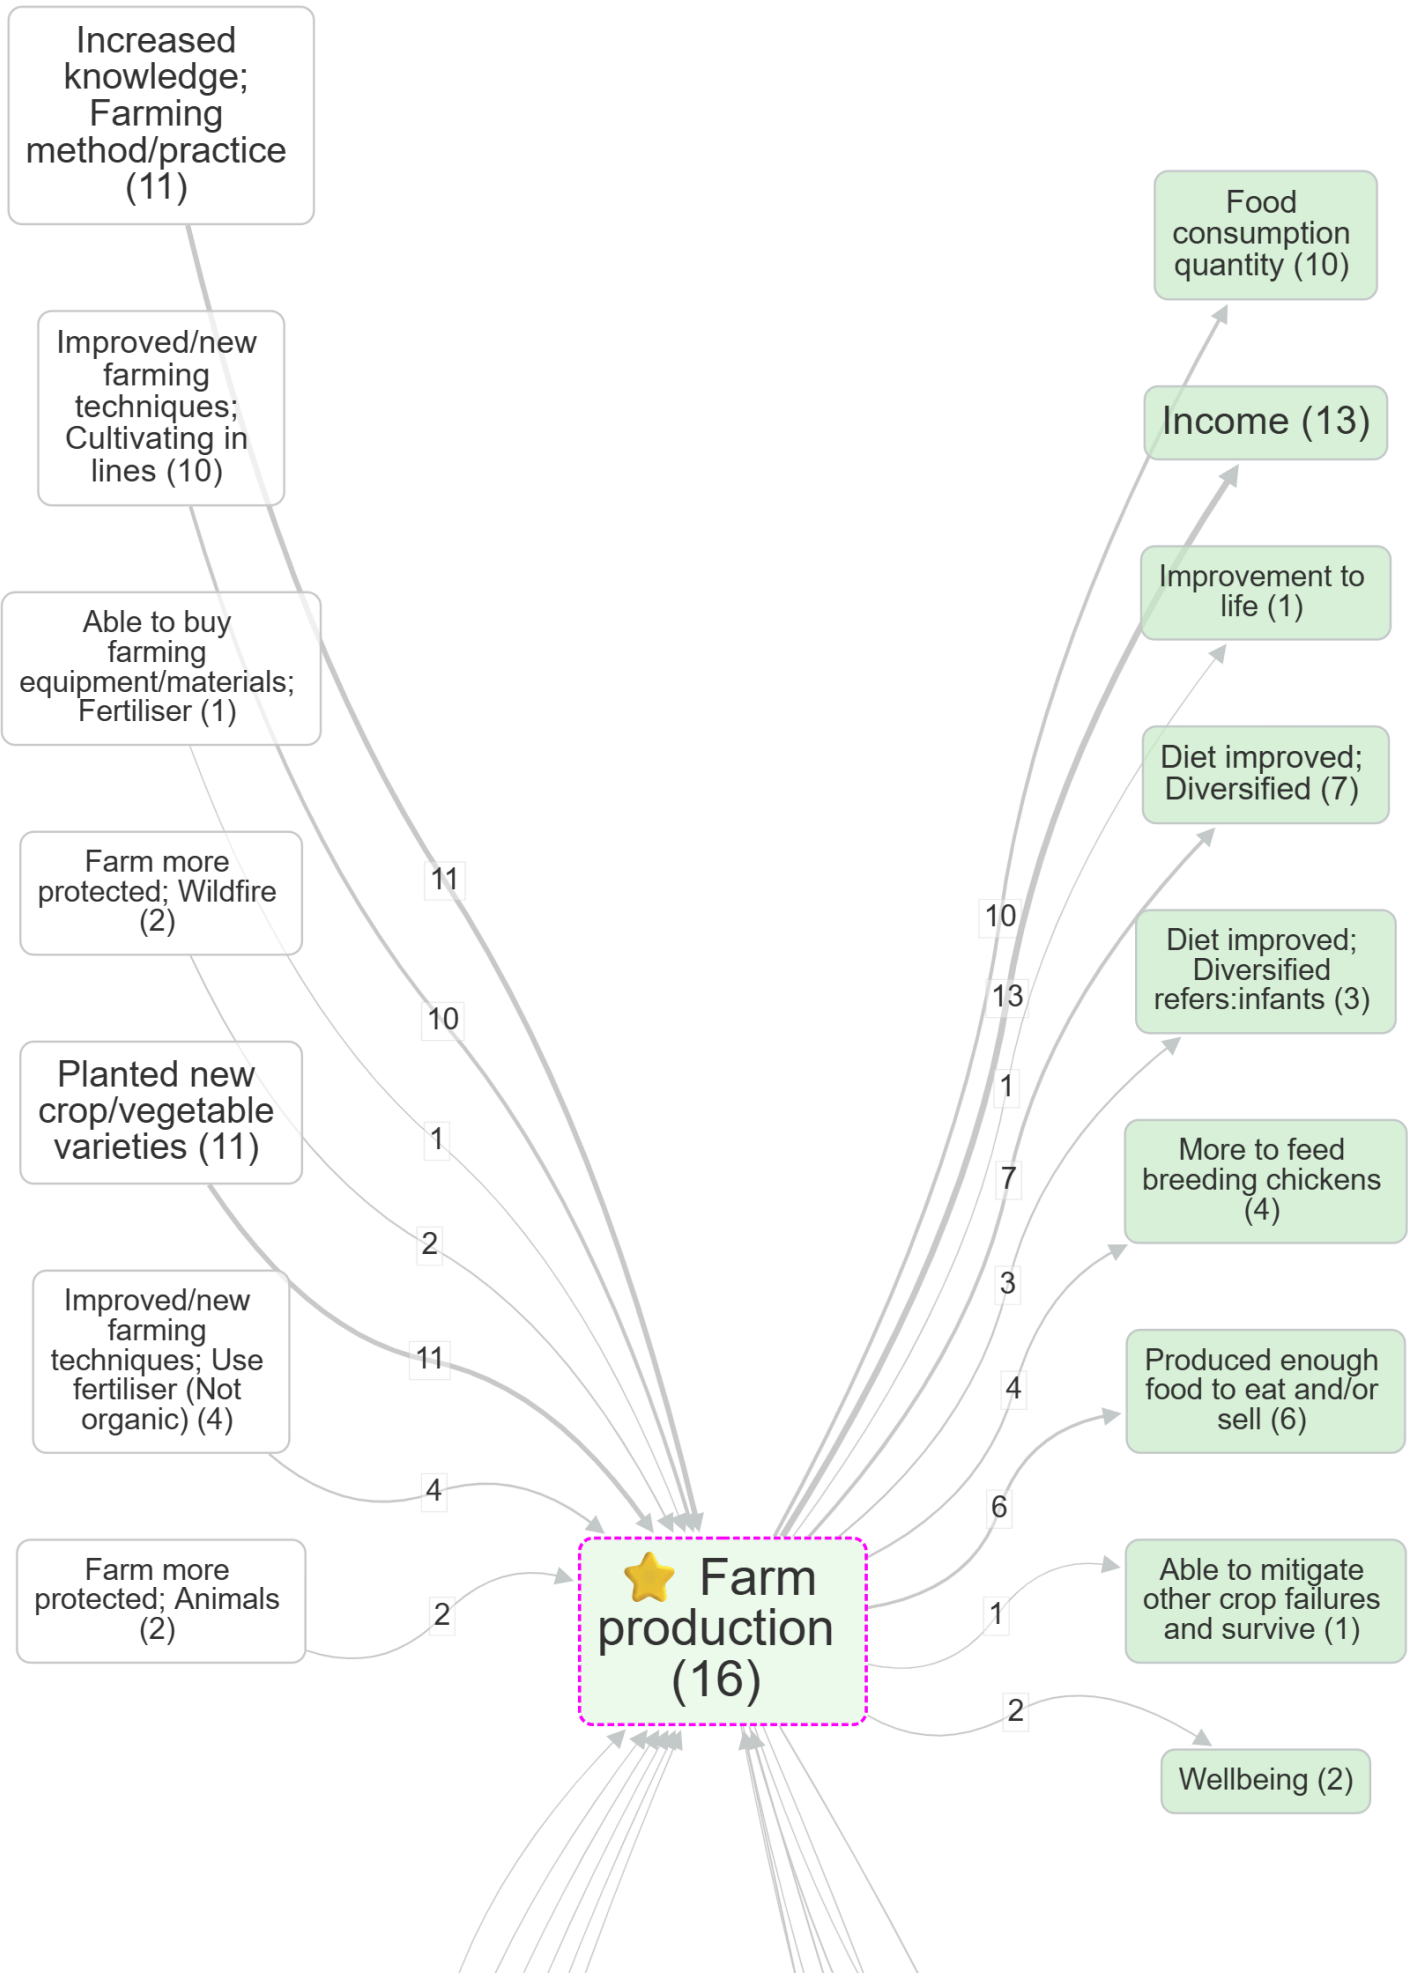 Increased
knowledge;
Farming
method/practice
(11)
Improved/new
farming
techniques;
Cultivating in
lines (10)
Able to buy
farming
equipment/materials;
Fertiliser (1)
Farm more
protected; Wildfire
(2)
Planted new
crop/vegetable
varieties (11)
Improved/new
farming
techniques; Use
fertiliser (Not
organic) (4)
Farm more
protected; Animals
(2)
11
10
1
2
11
4
2
Farm
production
(16)
10
13
1
7
3
4
6
1
2
Food
consumption
quantity (10)
Income (13)
Improvement to
life (1)
Diet improved;
Diversified (7)
Diet improved;
Diversified
refers:infants (3)
More to feed
breeding chickens
(4)
Produced enough
food to eat and/or
sell (6)
Able to mitigate
other crop failures
and survive (1)
Wellbeing (2)